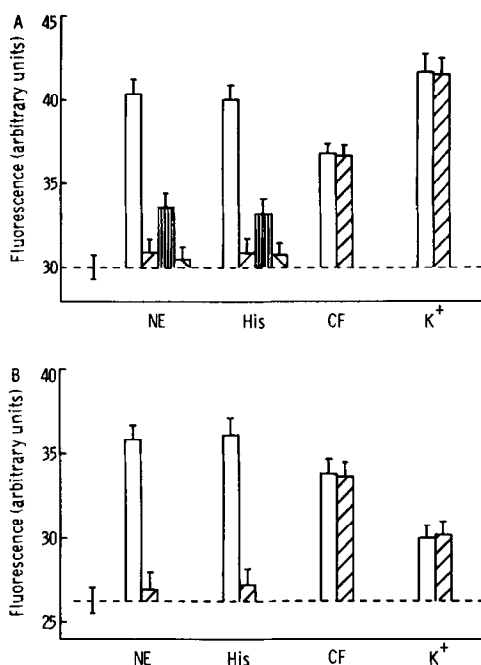 A
Fluorescence (arbitrary units)
45
40
35
30
NE His CF K+
B
Fluorescence (arbitrary units)
40
35
30
25
NE His CF K+